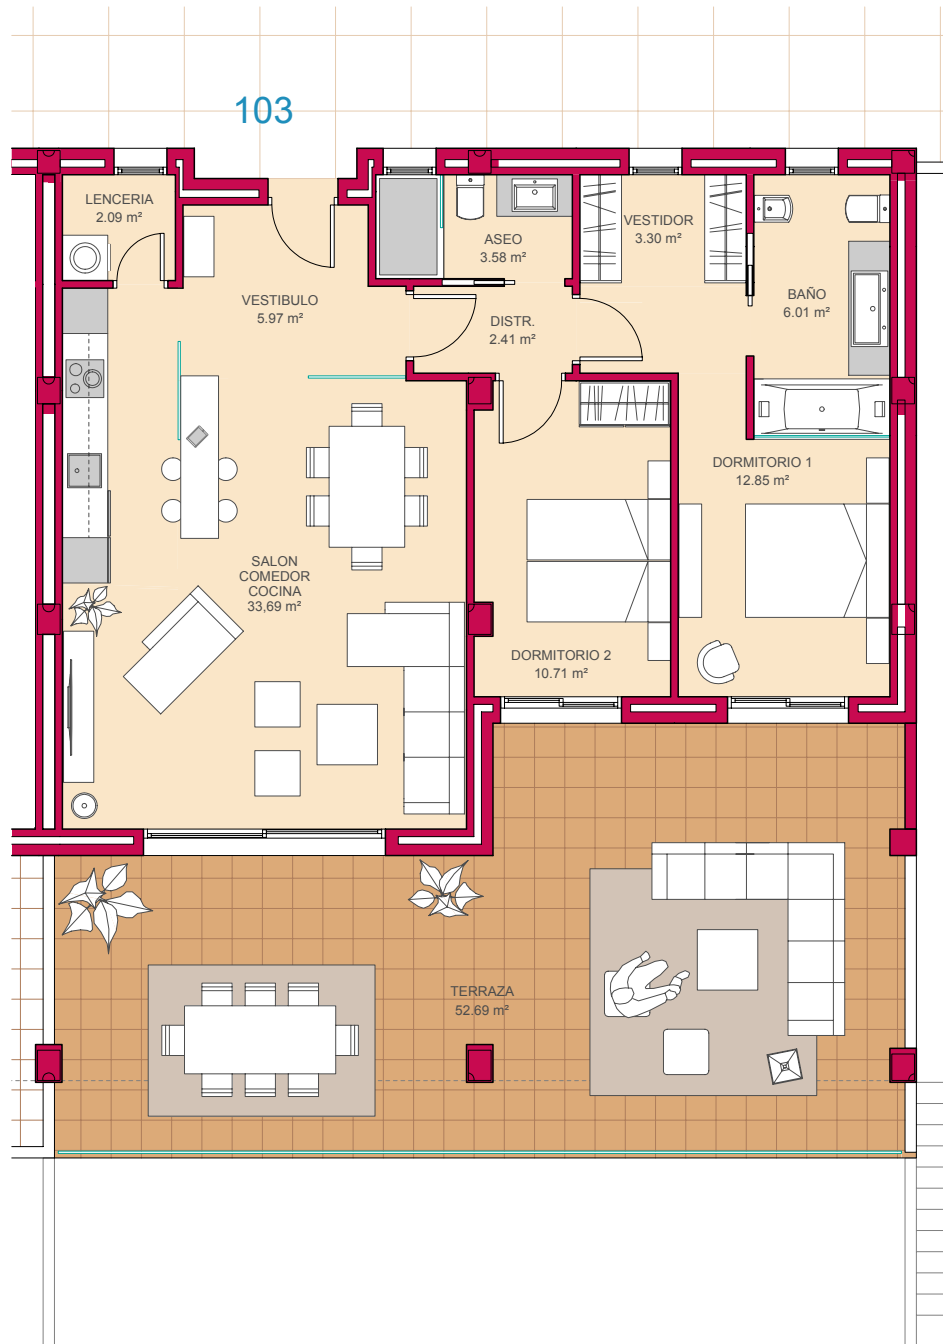 103
LENCERIA
2.09 m²
ASEO
3.58 m²
VESTIDOR
3.30 m²
VESTIBULO
5.97 m²
DISTR.
2.41 m²
BAÑO
6.01 m²
DORMITORIO 1
12.85 m²
SALON
COMEDOR
COCINA
33,69 m²
DORMITORIO 2
10.71 m²
TERRAZA
52.69 m²